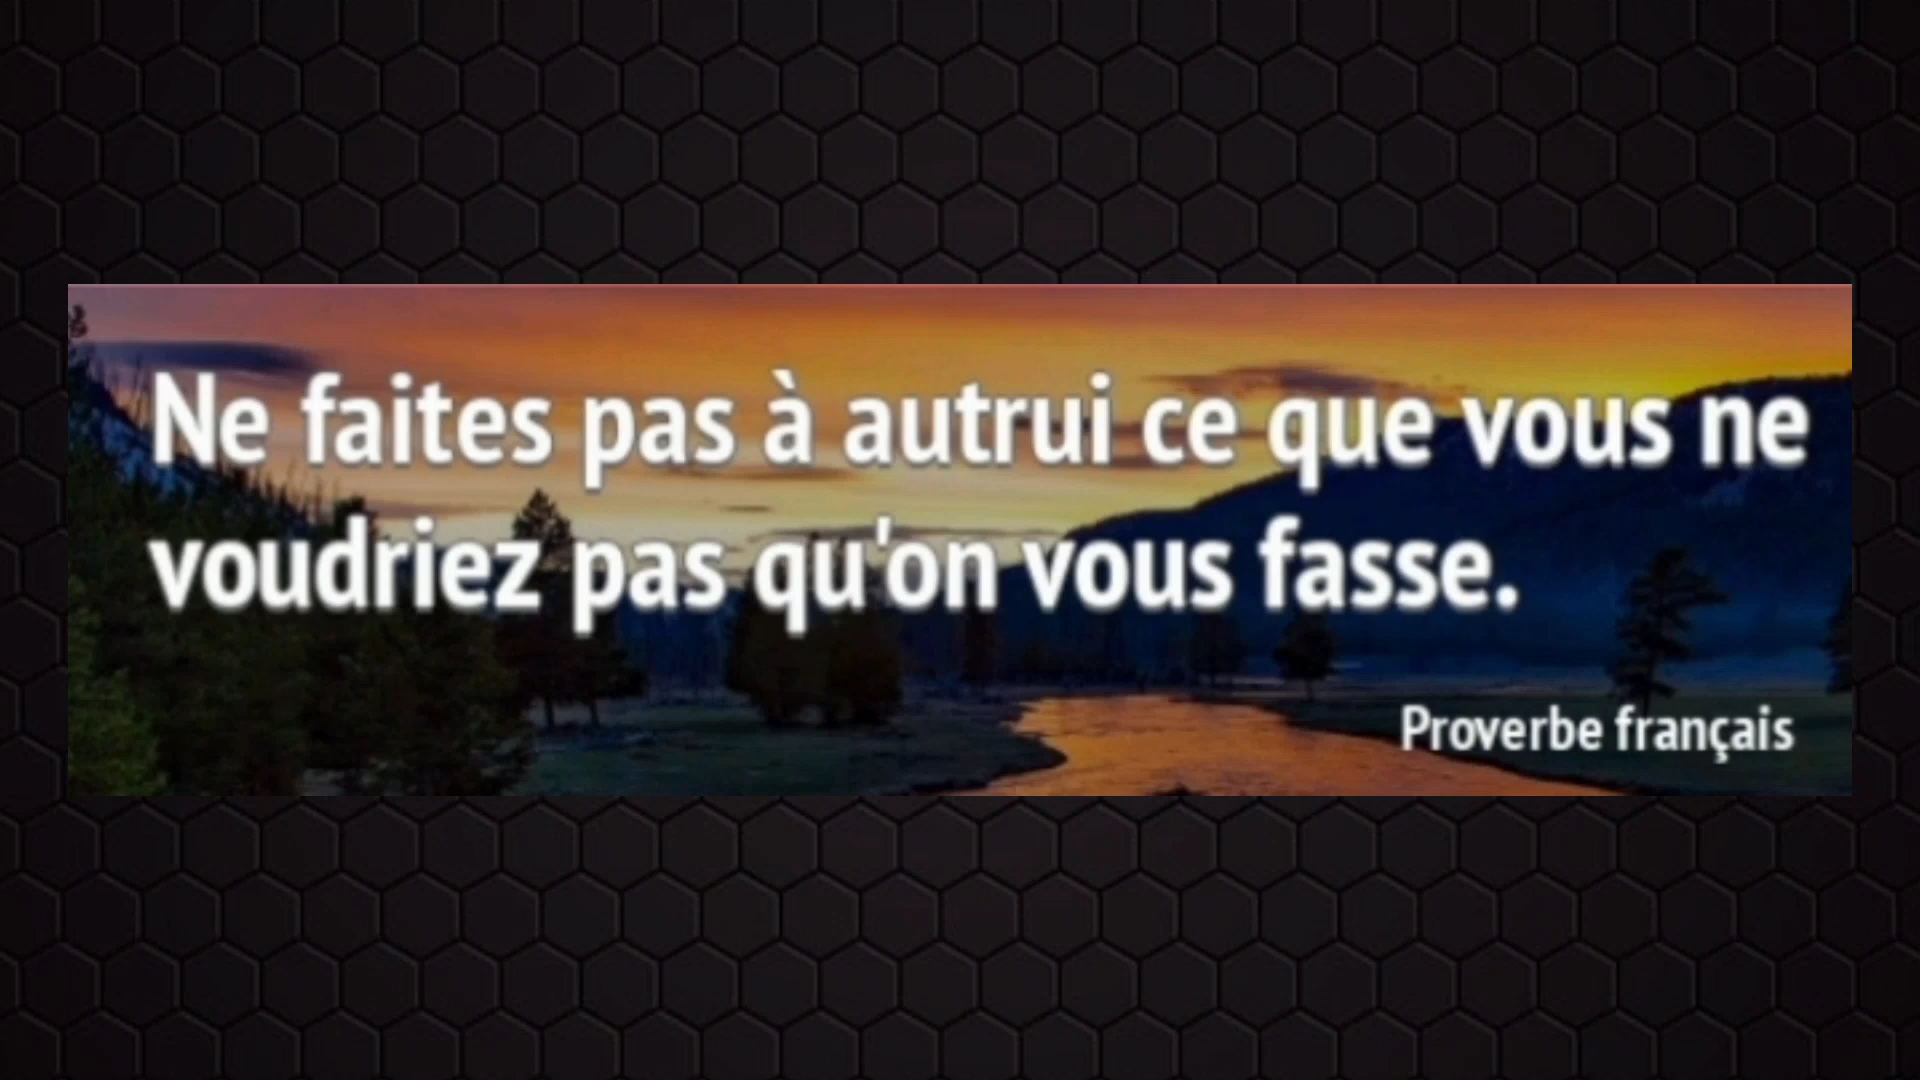 Ne faites pas à autrui ce que vous ne
voudriez pas qu'on vous fasse.
Proverbe français